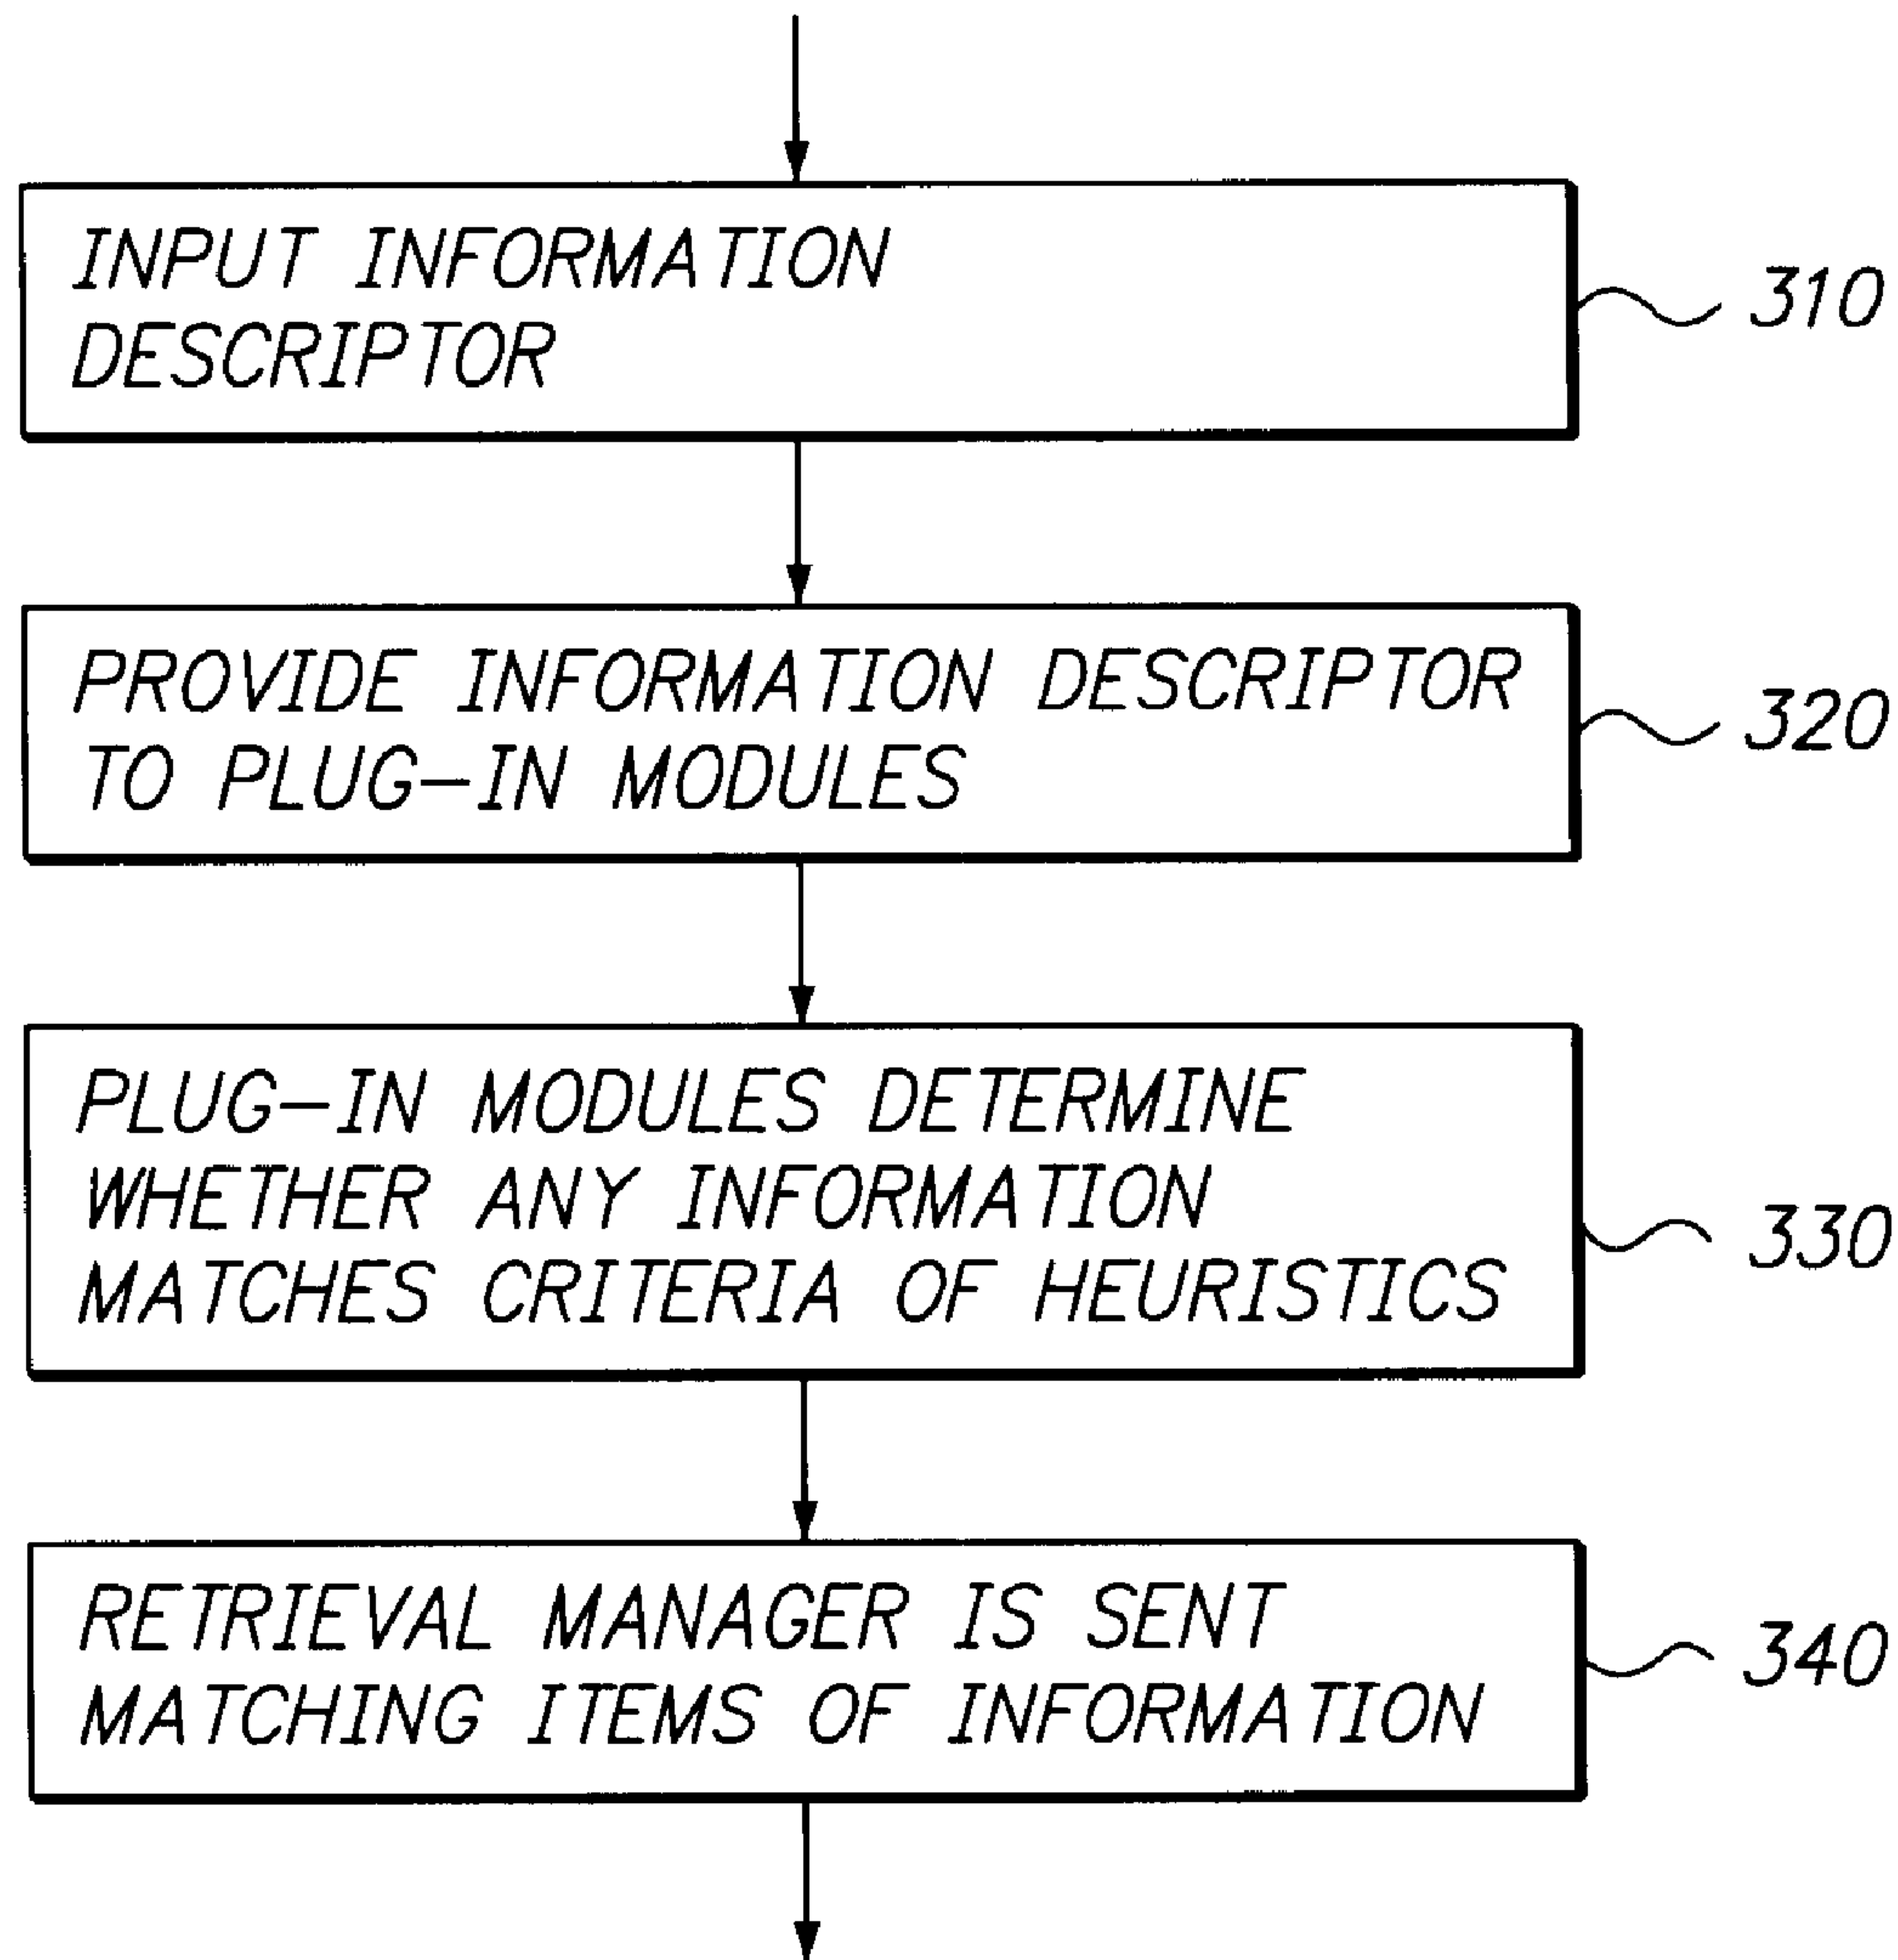 INPUT INFORMATION
DESCRIPTOR
310
PROVIDE INFORMATION DESCRIPTOR
TO PLUG-IN MODULES
320
PLUG-IN MODULES DETERMINE
WHETHER ANY INFORMATION
MATCHES CRITERIA OF HEURISTICS
330
RETRIEVAL MANAGER IS SENT
MATCHING ITEMS OF INFORMATION
340